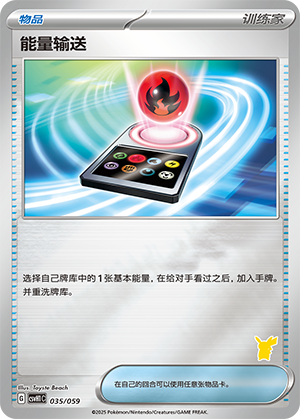 物品
训练家
能量输送
选择自己牌库中的1张基本能量，在给对手看过之后，加入手牌。
并重洗牌库。
Illus. Toyste Beach
G CSVH1 C 035/059
在自己的回合可以使用任意张物品卡。
©2025 Pokémon/Nintendo/Creatures/GAME FREAK.